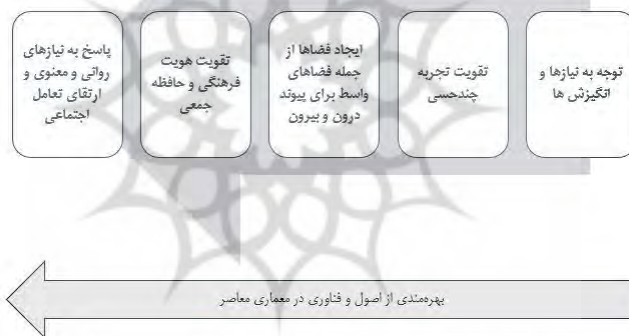 توجه به نیازها و
انگیزش ها
تقویت تجربه
چندحسی
ایجاد فضاها از
جمله فضاهای
واسط برای پیوند
درون و بیرون
تقویت هویت
فرهنگی و حافظه
جمعی
پاسخ به نیازهای
روانی و معنوی و
ارتقای تعامل
اجتماعی
بهره‌مندی از اصول و فناوری در معماری معاصر